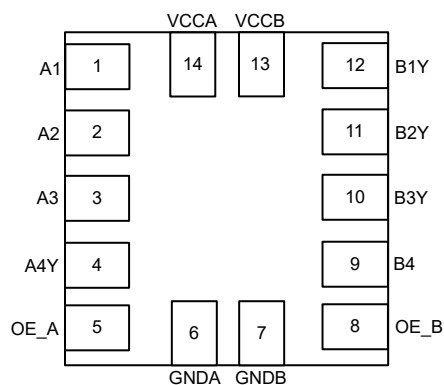 VCCA VCCB
A1 1 14 13 12 B1Y
A2 2 11 B2Y
A3 3 10 B3Y
A4Y 4 9 B4
OE_A 5 6 7 8 OE_B
GNDA GNDB